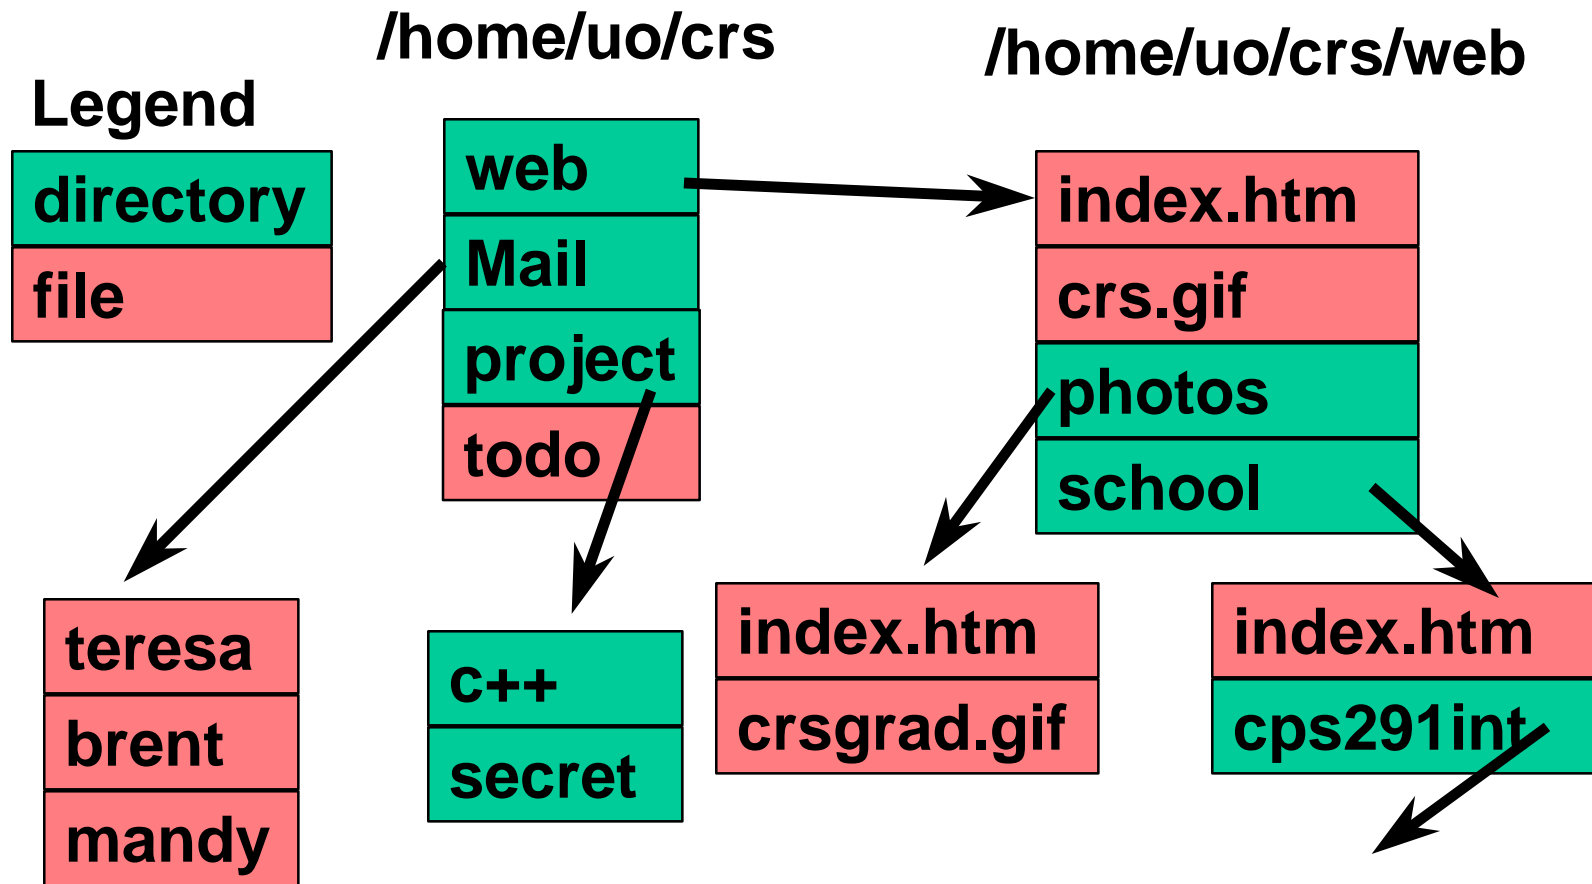 /home/uo/crs
/home/uo/crs/web
Legend
directory
file
web
Mail
project
todo
index.htm
crs.gif
photos
school
teresa
brent
mandy
c++
secret
index.htm
crsgrad.gif
index.htm
cps291int